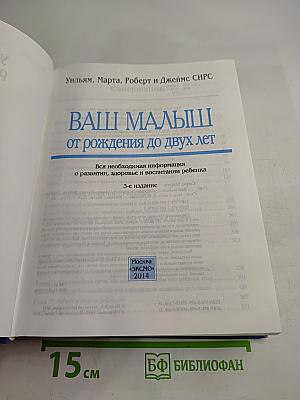 Уильям, Марта, Роберт и Джеймс СИРС
ВАШ МАЛЫШ
от рождения до двух лет
Вся необходимая информация
о развитии, здоровье и воспитании ребенка
3-е издание
Москва
«ЭКСМО»
2014
15 см
БФ БИБЛИОФАН